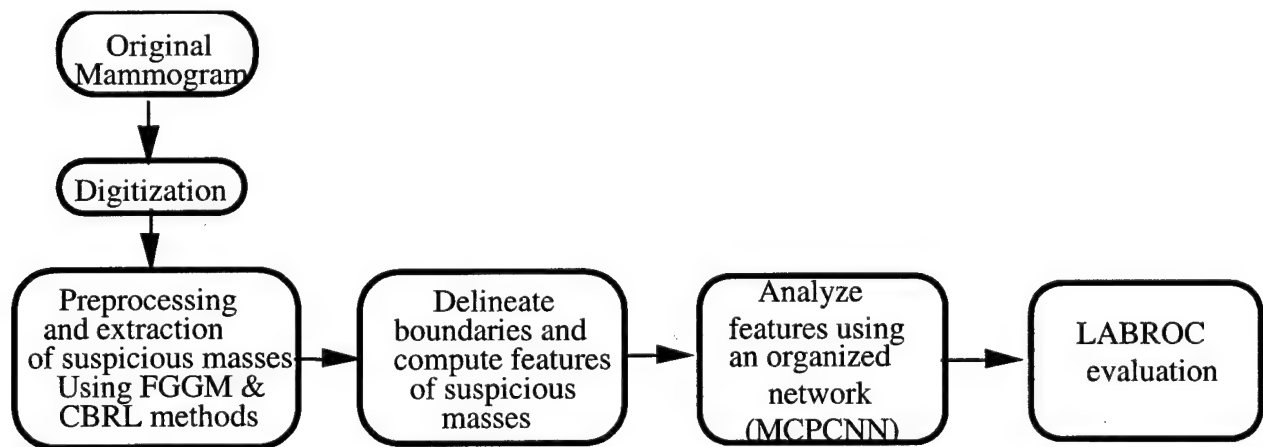 Original
Mammogram
Digitization
Preprocessing
and extraction
of suspicious masses
Using FGGM &
CBRL methods
Delineate
boundaries and
compute features
of suspicious
masses
Analyze
features using
an organized
network
(MCPCNN)
LABROC
evaluation